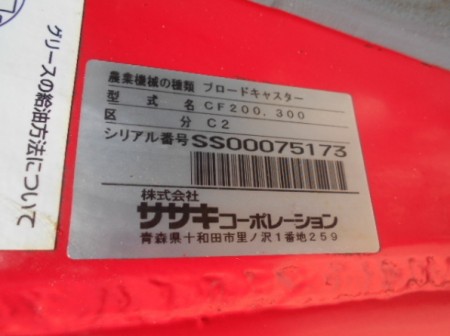 グリースの給油方法について
農業機械の種類 ブロードキャスター
型式名 CF200,300
区分 C2
シリアル番号 SS00075173
株式会社
ササキコーポレーション
青森県十和田市里ノ沢1番地259